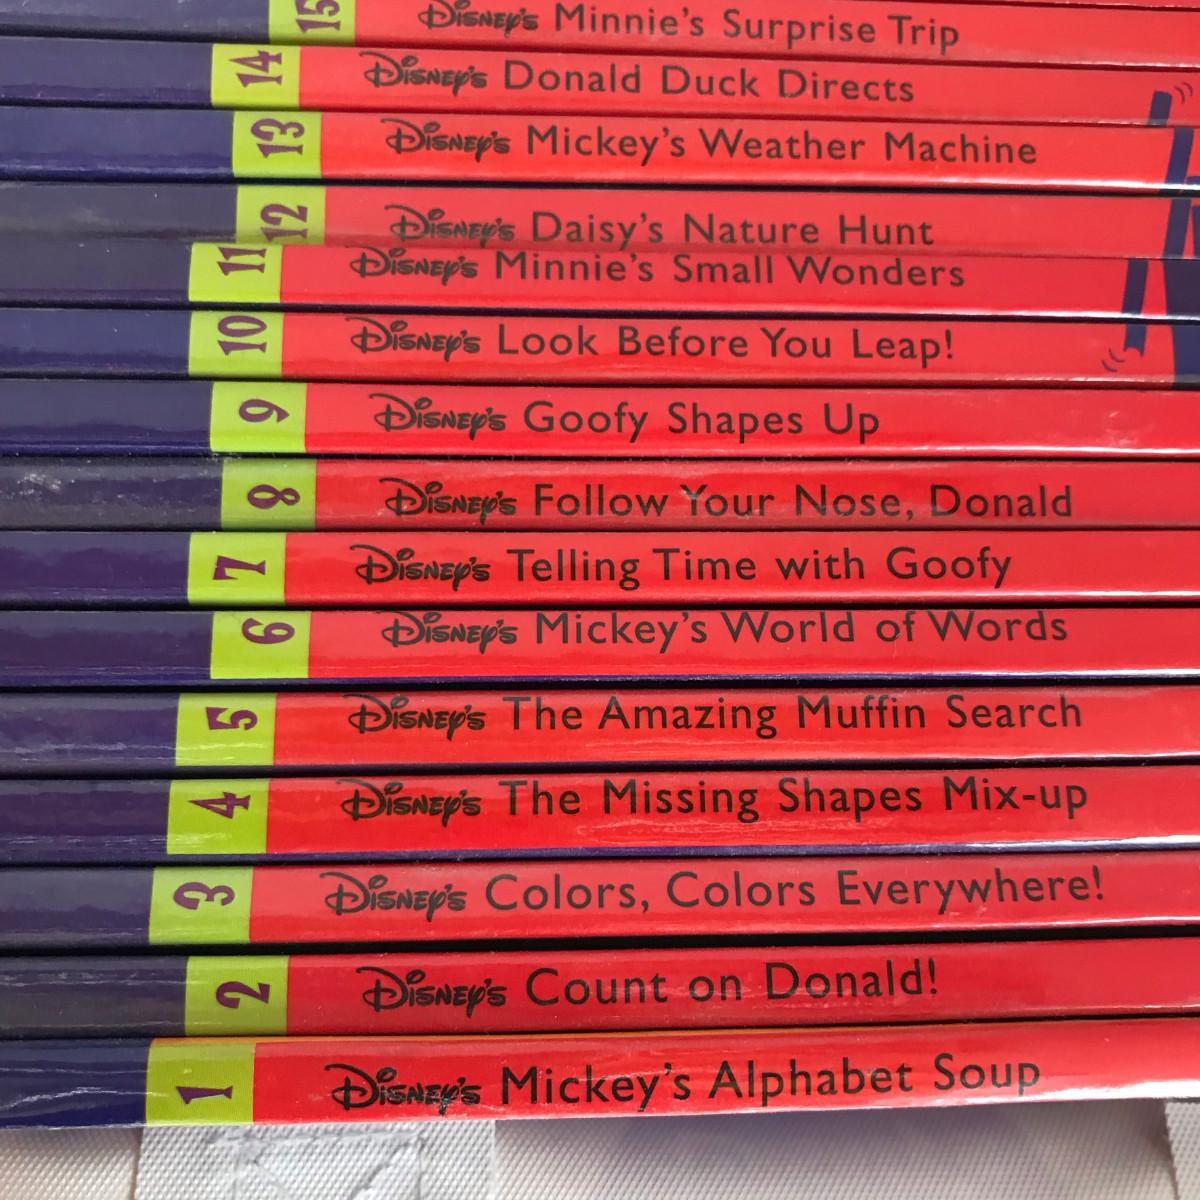 15 Disney's Minnie's Surprise Trip
14 Disney's Donald Duck Directs
13 Disney's Mickey's Weather Machine
12 Disney's Daisy's Nature Hunt
11 Disney's Minnie's Small Wonders
10 Disney's Look Before You Leap!
9 Disney's Goofy Shapes Up
8 Disney's Follow Your Nose, Donald
7 Disney's Telling Time with Goofy
6 Disney's Mickey's World of Words
5 Disney's The Amazing Muffin Search
4 Disney's The Missing Shapes Mix-up
3 Disney's Colors, Colors Everywhere!
2 Disney's Count on Donald!
1 Disney's Mickey's Alphabet Soup